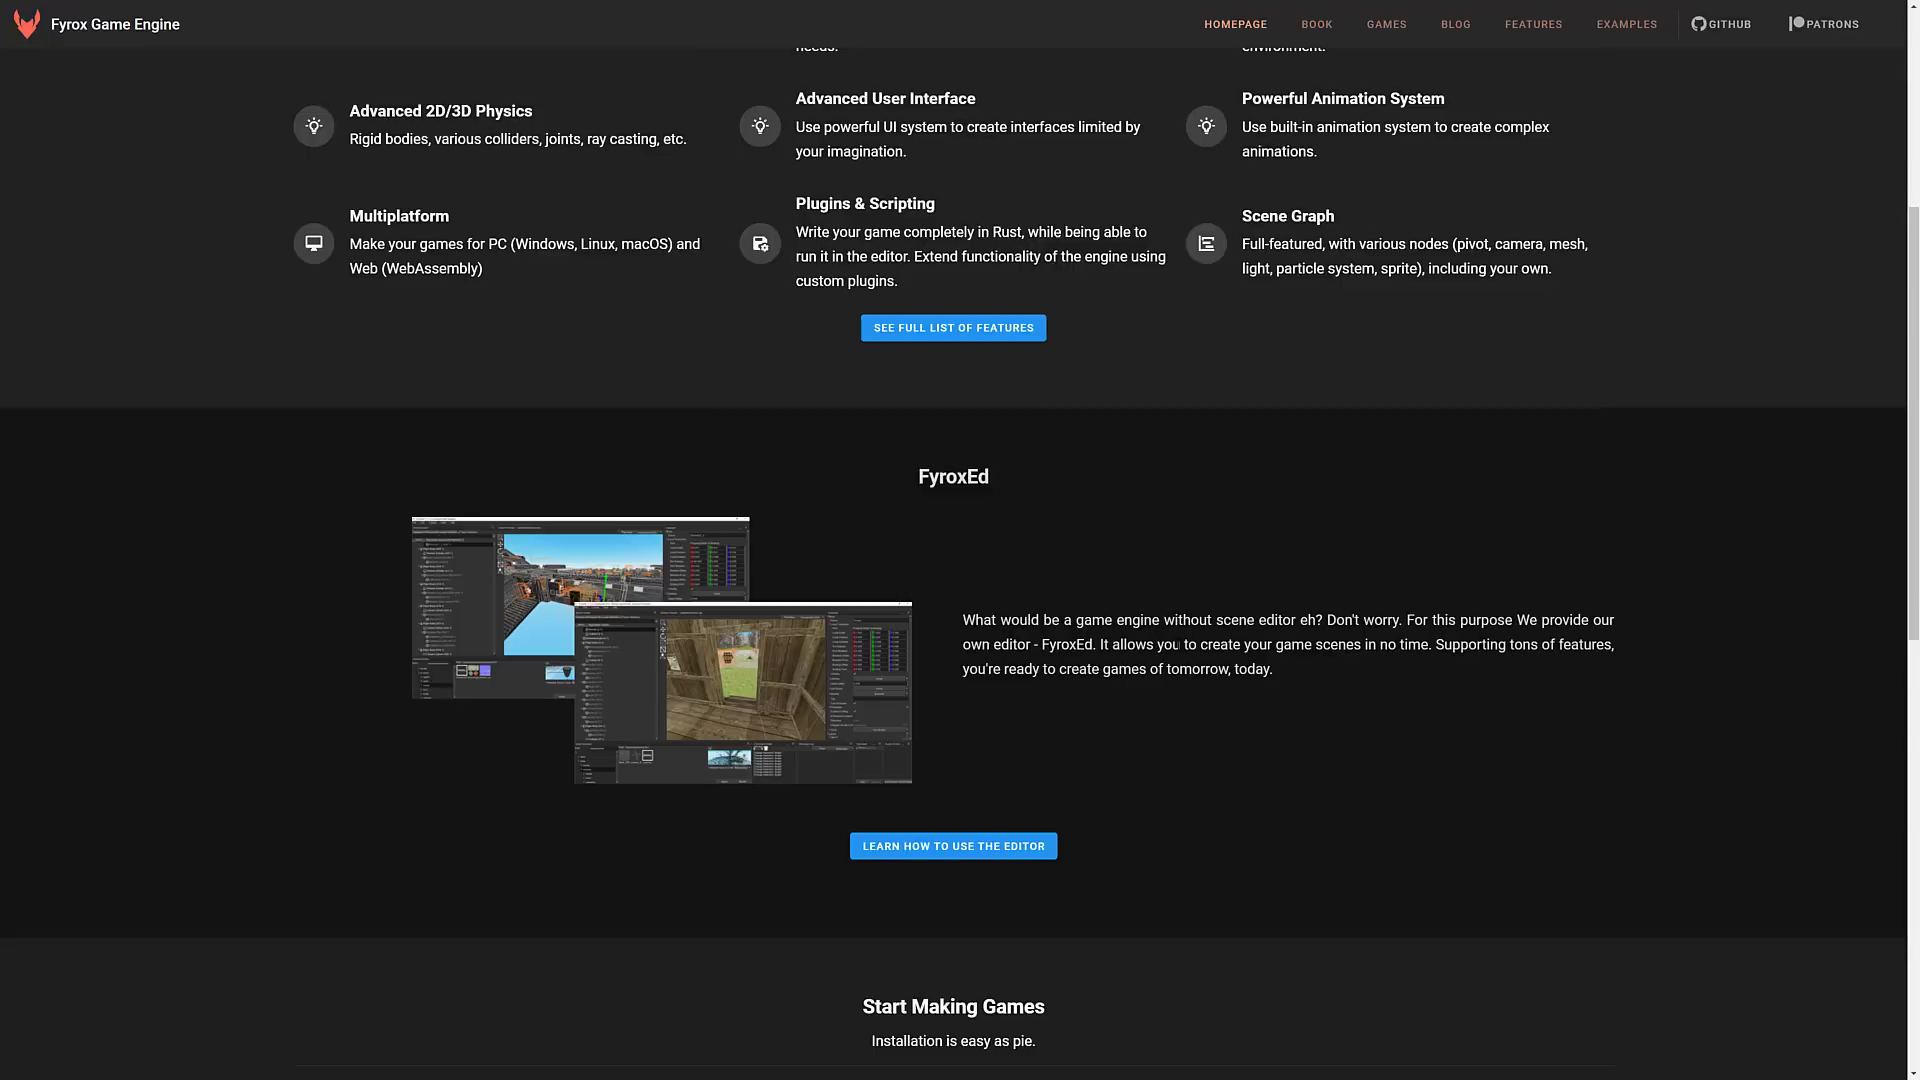 Fyrox Game Engine
HOMEPAGE
BOOK
GAMES
BLOG
FEATURES
EXAMPLES
GITHUB
PATRONS
needs.
environment.
Advanced 2D/3D Physics
Rigid bodies, various colliders, joints, ray casting, etc.
Advanced User Interface
Use powerful UI system to create interfaces limited by
your imagination.
Powerful Animation System
Use built-in animation system to create complex
animations.
Multiplatform
Make your games for PC (Windows, Linux, macOS) and
Web (WebAssembly)
Plugins & Scripting
Write your game completely in Rust, while being able to
run it in the editor. Extend functionality of the engine using
custom plugins.
Scene Graph
Full-featured, with various nodes (pivot, camera, mesh,
light, particle system, sprite), including your own.
SEE FULL LIST OF FEATURES
FyroxEd
What would be a game engine without scene editor eh? Don't worry. For this purpose We provide our
own editor - FyroxEd. It allows you to create your game scenes in no time. Supporting tons of features,
you're ready to create games of tomorrow, today.
LEARN HOW TO USE THE EDITOR
Start Making Games
Installation is easy as pie.